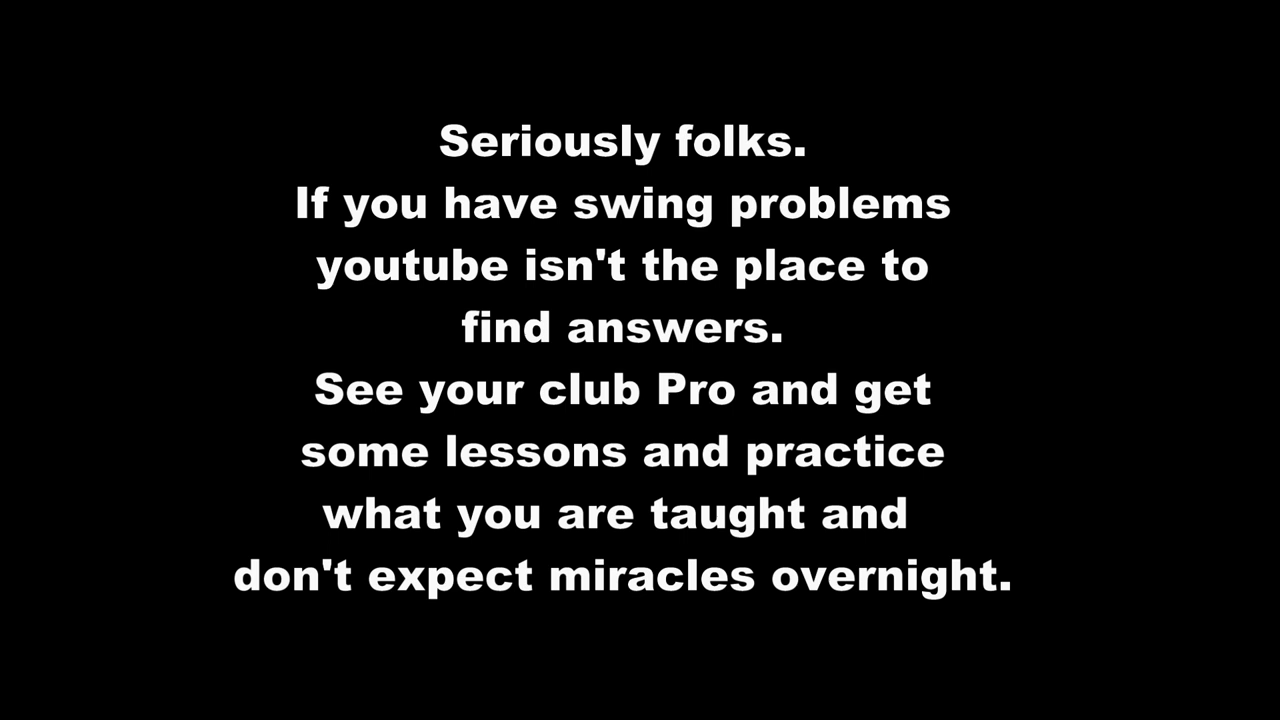 Seriously folks.
If you have swing problems
youtube isn't the place to
find answers.
See your club Pro and get
some lessons and practice
what you are taught and
don't expect miracles overnight.